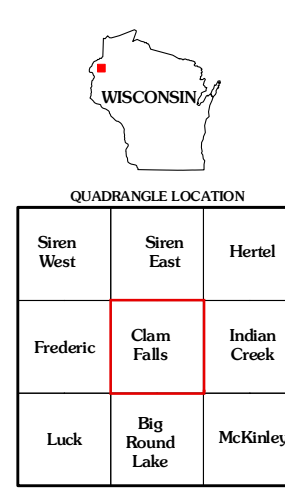 WISCONSIN
QUADRANGLE LOCATION
Siren
West
Siren
East
Hertel
Frederic
Clam
Falls
Indian
Creek
Luck
Big
Round
Lake
McKinley